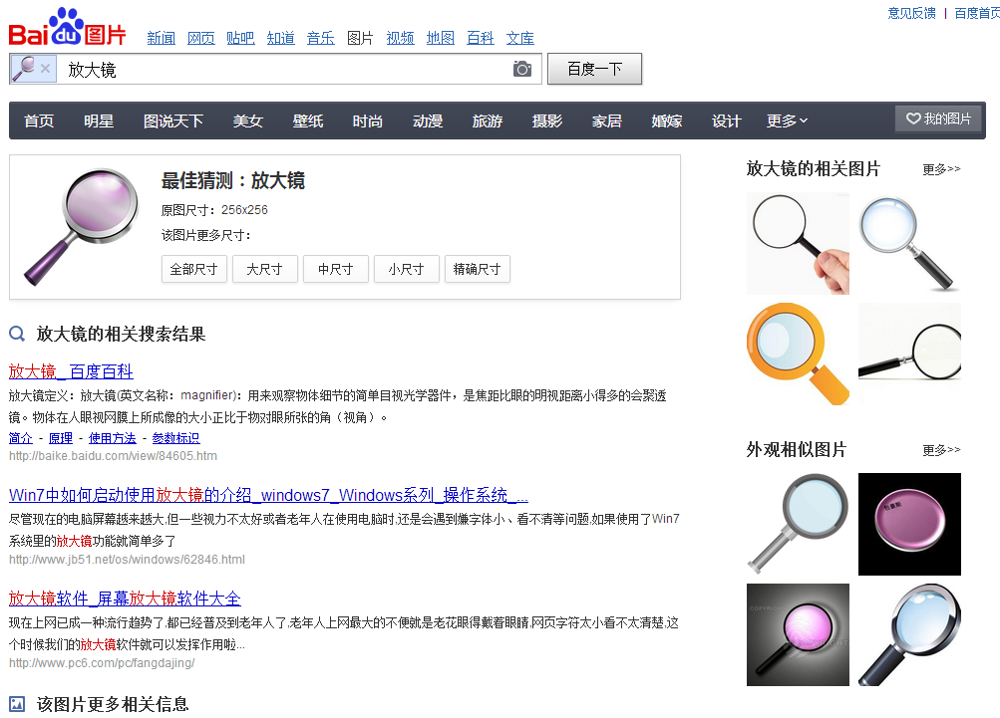 意见反馈 | 百度首页
Bai du 图片 新闻 网页 贴吧 知道 音乐 图片 视频 地图 百科 文库
放大镜 百度一下
首页 明星 图说天下 美女 壁纸 时尚 动漫 旅游 摄影 家居 婚嫁 设计 更多 我的图片
最佳猜测：放大镜
原图尺寸：256x256
该图片更多尺寸：
全部尺寸 大尺寸 中尺寸 小尺寸 精确尺寸
放大镜的相关搜索结果
放大镜_百度百科
放大镜定义：放大镜(英文名称：magnifier)：用来观察物体细节的简单目视光学器件，是焦距比眼的明视距离小得多的会聚透
镜。物体在人眼视网膜上所成像的大小正比于物对眼所张的角（视角）。
简介 - 原理 - 使用方法 - 参数标识
http://baike.baidu.com/view/84605.htm
Win7中如何启动使用放大镜的介绍_windows7_Windows系列_操作系统_...
尽管现在的电脑屏幕越来越大,但一些视力不太好或者老年人在使用电脑时,还是会遇到嫌字体小、看不清等问题,如果使用了Win7
系统里的放大镜功能就简单多了
http://www.jb51.net/os/windows/62846.html
放大镜软件_屏幕放大镜软件大全
现在上网已成一种流行趋势了,都已经普及到老年人了,老年人上网最大的不便就是老花眼得戴着眼睛,网页字符太小看不太清楚,这
个时候我们的放大镜软件就可以发挥作用啦...
http://www.pc6.com/pc/fangdajing/
该图片更多相关信息
放大镜的相关图片 更多>>
外观相似图片 更多>>